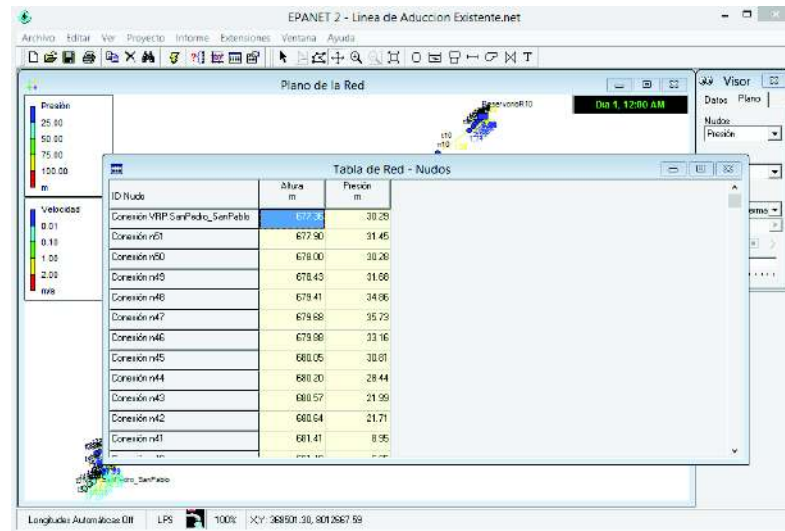 EPANET 2 - Linea de Aduccion Existente.net
Archivo Editar Ver Proyecto Informe Extensiones Ventana Ayuda
Plano de la Red
Visor
Datos Plano
Nudos
Presión
Día 1, 12:00 AM
ReservorioR10
c10
n10
Presión
25.00
50.00
75.00
100.00
m
Velocidad
0.01
0.10
1.00
2.00
m/s
Tabla de Red - Nudos
ID Nudo Altura m Presión m
Conexión VRP.SanPedro_SanPablo 677.36 30.29
Conexión n51 677.90 31.45
Conexión n50 678.00 30.28
Conexión n49 678.43 31.68
Conexión n48 679.41 34.86
Conexión n47 679.68 35.73
Conexión n46 679.88 33.16
Conexión n45 680.05 30.81
Conexión n44 680.20 28.44
Conexión n43 680.57 21.99
Conexión n42 680.64 21.71
Conexión n41 681.41 8.95
SanPedro_SanPablo
Longitudes Automáticas Off LPS 100% X,Y: 368501.30, 8012667.59